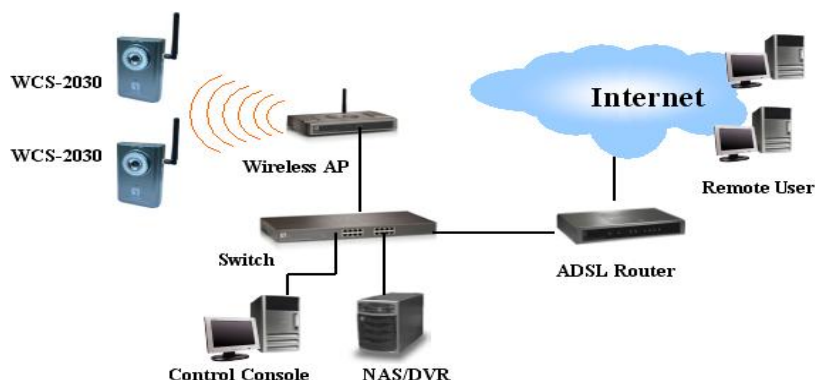 WCS-2030
Internet
WCS-2030
Wireless AP
Remote User
Switch
ADSL Router
Control Console
NAS/DVR